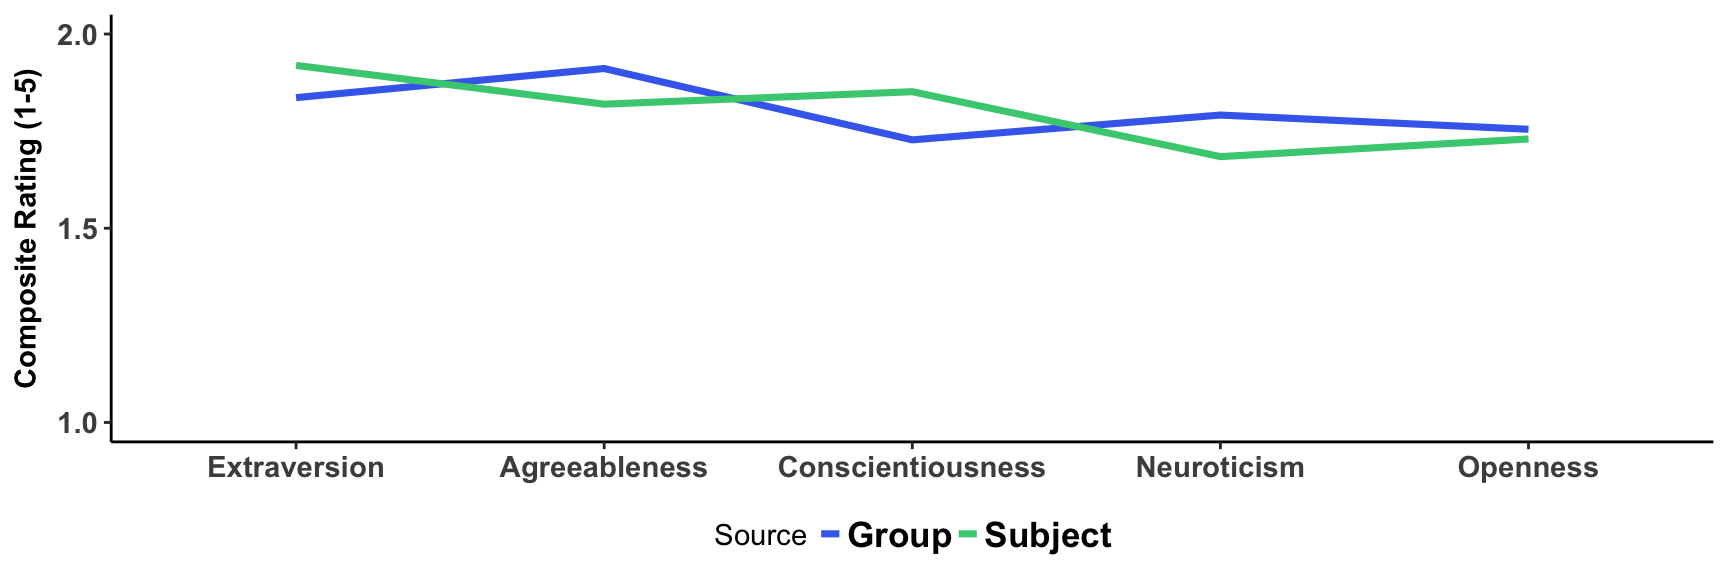 Composite Rating (1-5)
2.0
1.5
1.0
Extraversion Agreeableness Conscientiousness Neuroticism Openness
Source Group Subject